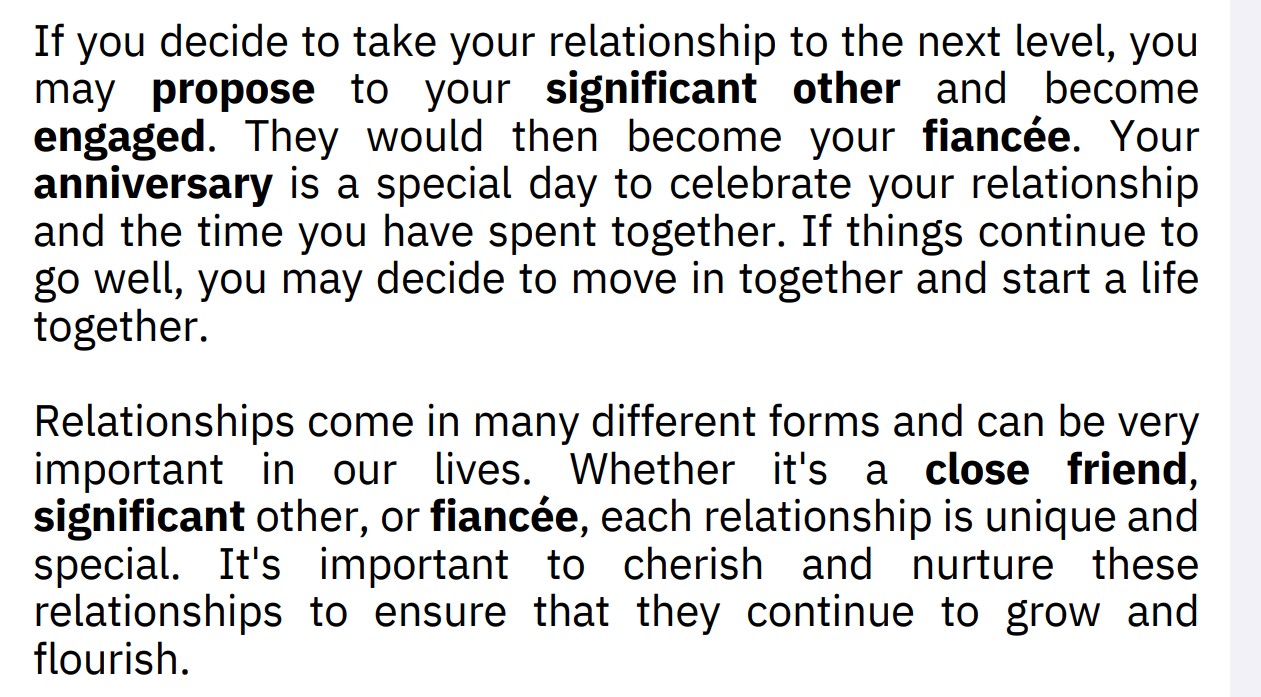 If you decide to take your relationship to the next level, you
may propose to your significant other and become
engaged. They would then become your fiancée. Your
anniversary is a special day to celebrate your relationship
and the time you have spent together. If things continue to
go well, you may decide to move in together and start a life
together.
Relationships come in many different forms and can be very
important in our lives. Whether it's a close friend,
significant other, or fiancée, each relationship is unique and
special. It's important to cherish and nurture these
relationships to ensure that they continue to grow and
flourish.